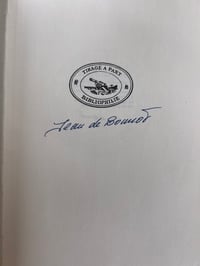 TIRAGE A PART
BIBLIOPHILIE
Jean de Bonnot